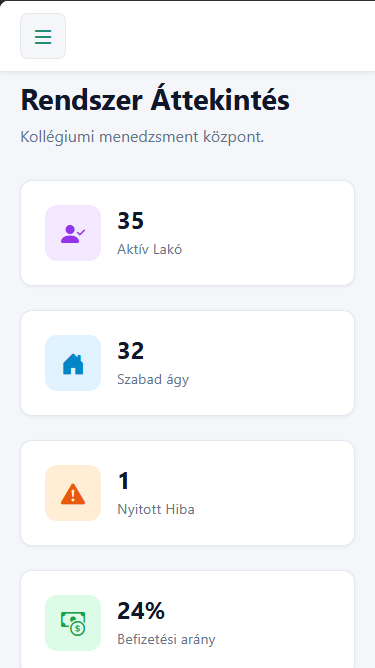 Rendszer Áttekintés
Kollégiumi menedzsment központ.
35
Aktív Lakó
32
Szabad ágy
1
Nyitott Hiba
24%
Befizetési arány